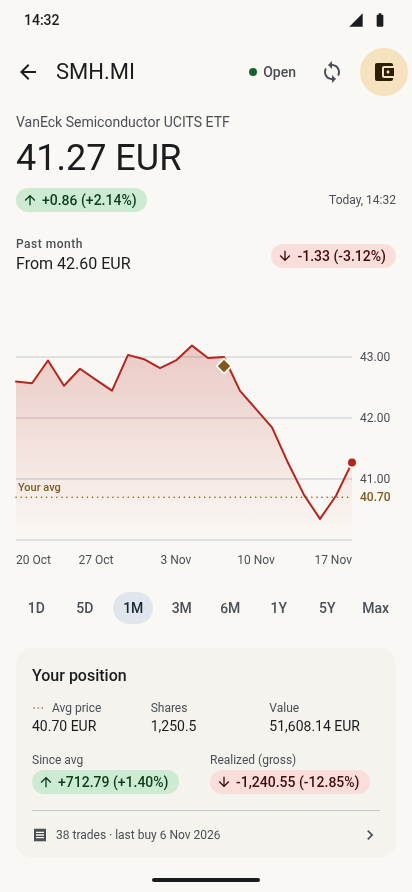 14:32
SMH.MI
Open
VanEck Semiconductor UCITS ETF
41.27 EUR
+0.86 (+2.14%)
Today, 14:32
Past month
From 42.60 EUR
-1.33 (-3.12%)
43.00
42.00
41.00
Your avg
40.70
20 Oct 27 Oct 3 Nov 10 Nov 17 Nov
1D 5D 1M 3M 6M 1Y 5Y Max
Your position
Avg price Shares Value
40.70 EUR 1,250.5 51,608.14 EUR
Since avg Realized (gross)
+712.79 (+1.40%) -1,240.55 (-12.85%)
38 trades · last buy 6 Nov 2026